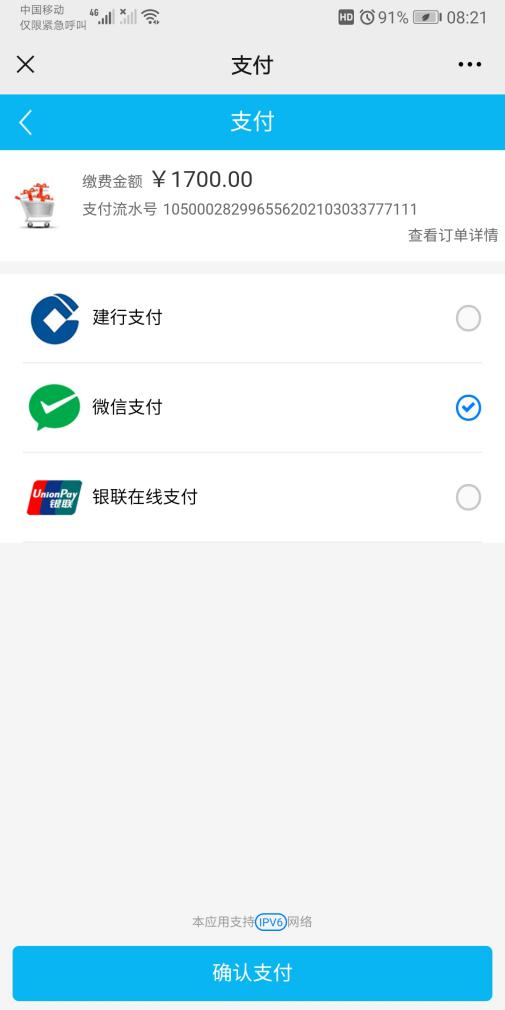 中国移动
仅限紧急呼叫
4G
HD
91%
08:21
支付
支付
缴费金额 ￥1700.00
支付流水号 105000282996556202103033777111
查看订单详情
建行支付
微信支付
UnionPay
银联
银联在线支付
本应用支持IPV6网络
确认支付